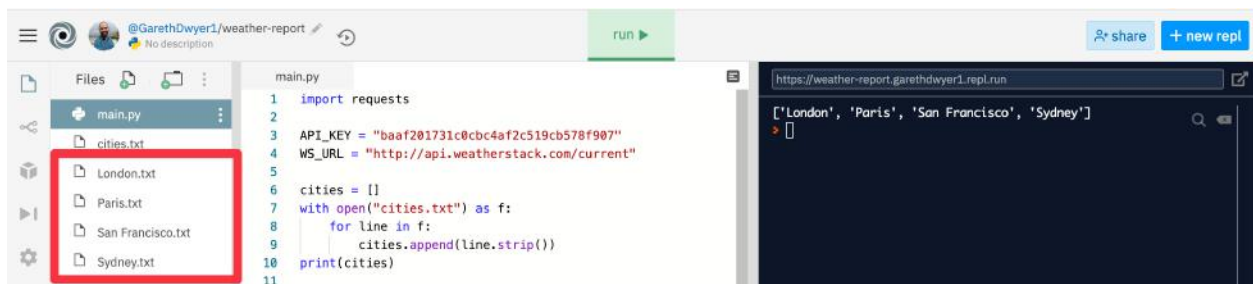 @GarethDwyer1/weather-report
No description
run
share
+ new repl
Files
main.py
cities.txt
London.txt
Paris.txt
San Francisco.txt
Sydney.txt
main.py
1 import requests
2
3 API_KEY = "baaf201731c0cbc4af2c519cb578f907"
4 WS_URL = "http://api.weatherstack.com/current"
5
6 cities = []
7 with open("cities.txt") as f:
8 for line in f:
9 cities.append(line.strip())
10 print(cities)
11
https://weather-report.garethdwyer1.repl.run
['London', 'Paris', 'San Francisco', 'Sydney']